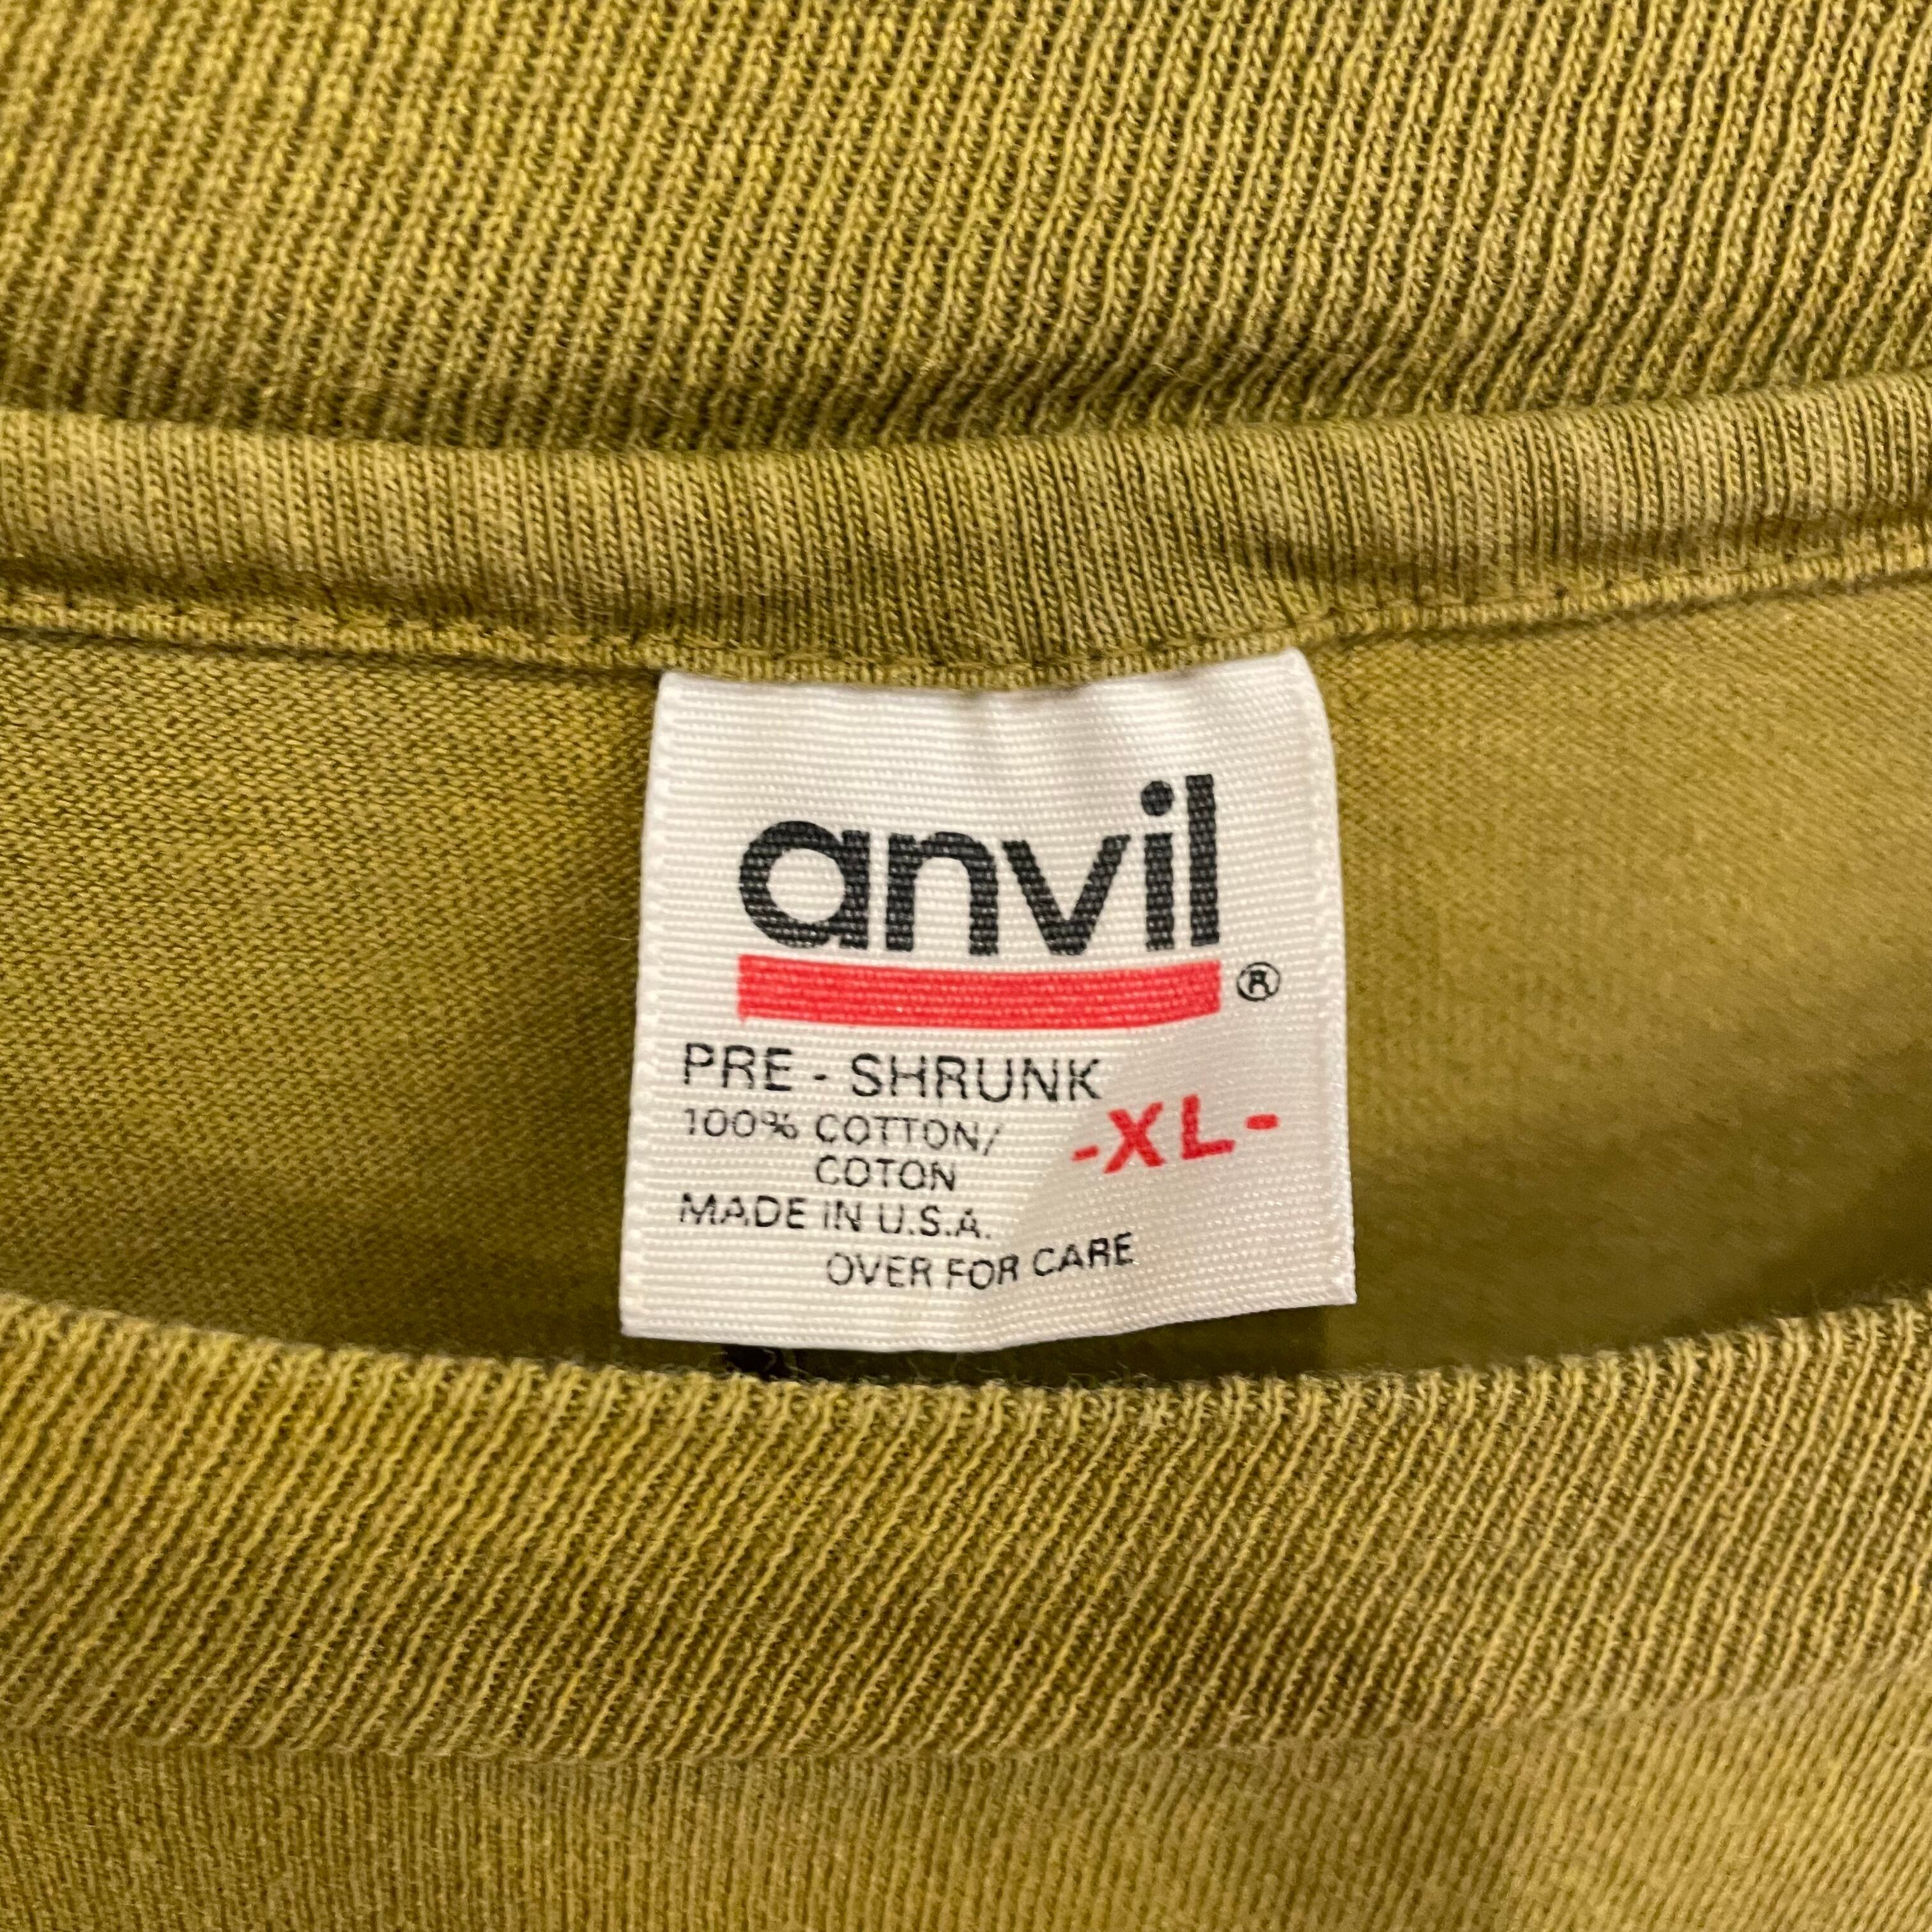 anvil
®
PRE - SHRUNK
100% COTTON/
COTON
-XL-
MADE IN U.S.A.
OVER FOR CARE